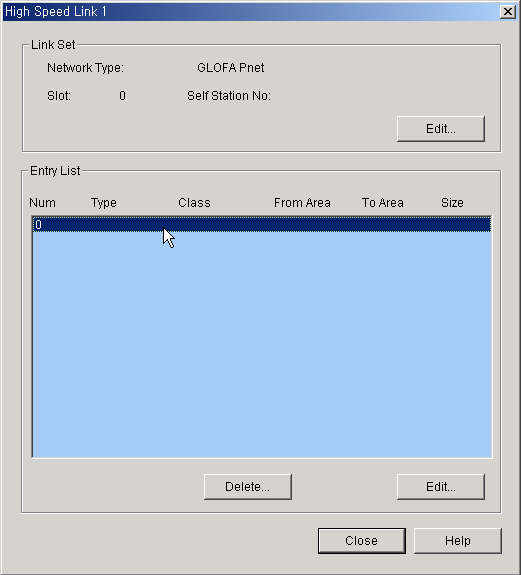 High Speed Link 1
Link Set
Network Type: GLOFA Pnet
Slot: 0 Self Station No:
Edit...
Entry List
Num Type Class From Area To Area Size
0
Delete... Edit...
Close Help